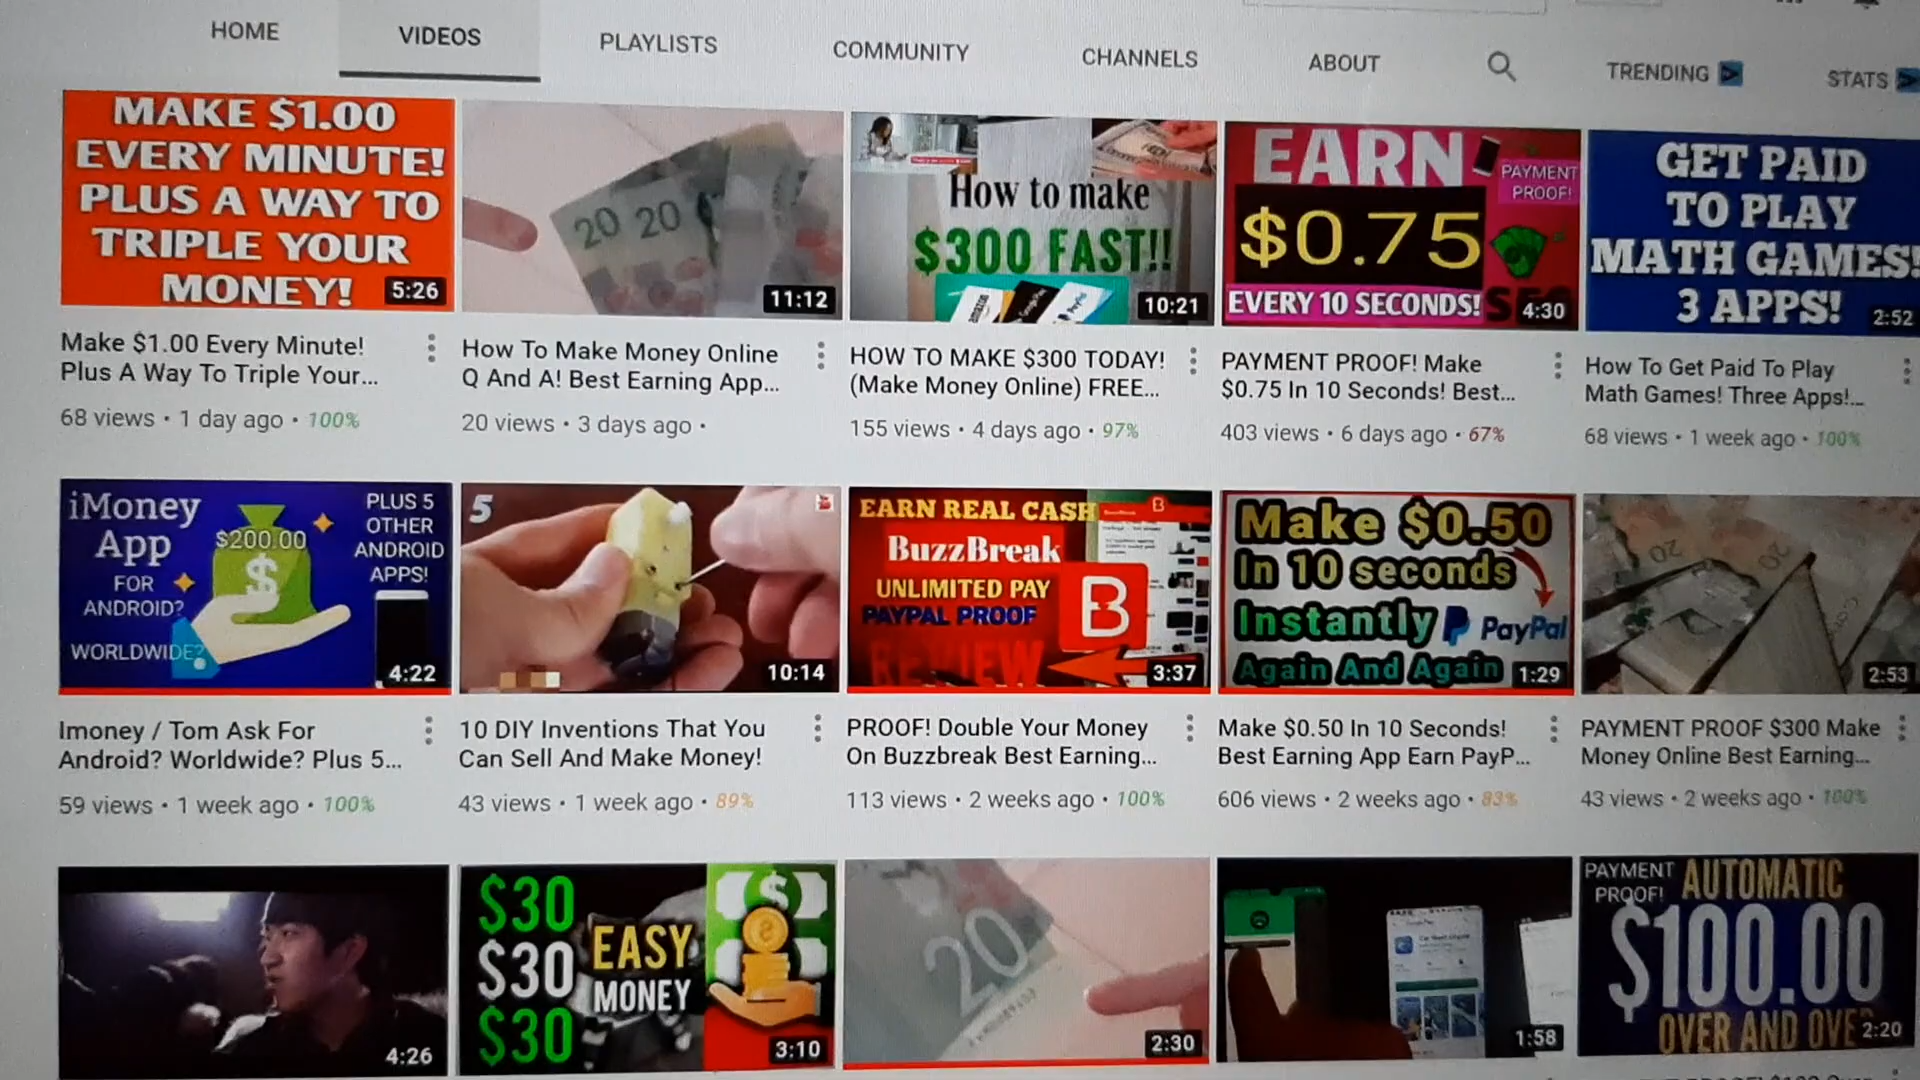 HOME VIDEOS PLAYLISTS COMMUNITY CHANNELS ABOUT TRENDING STATS
MAKE $1.00
EVERY MINUTE!
PLUS A WAY TO
TRIPLE YOUR
MONEY!
5:26
20 20
11:12
How to make
$300 FAST!!
amazon
Google Play
PayPal
10:21
EARN
PAYMENT
PROOF!
$0.75
EVERY 10 SECONDS!
4:30
GET PAID
TO PLAY
MATH GAMES!
3 APPS!
2:52
Make $1.00 Every Minute!
Plus A Way To Triple Your...
68 views • 1 day ago • 100%
How To Make Money Online
Q And A! Best Earning App...
20 views • 3 days ago •
HOW TO MAKE $300 TODAY!
(Make Money Online) FREE...
155 views • 4 days ago • 97%
PAYMENT PROOF! Make
$0.75 In 10 Seconds! Best...
403 views • 6 days ago • 67%
How To Get Paid To Play
Math Games! Three Apps!...
68 views • 1 week ago • 100%
iMoney
App
FOR
ANDROID?
WORLDWIDE?
$200.00
$
PLUS 5
OTHER
ANDROID
APPS!
4:22
5
10:14
EARN REAL CASH
BuzzBreak
UNLIMITED PAY
PAYPAL PROOF
REVIEW
B
3:37
Make $0.50
In 10 seconds
Instantly PayPal
Again And Again
1:29
20
20
2:53
Imoney / Tom Ask For
Android? Worldwide? Plus 5...
59 views • 1 week ago • 100%
10 DIY Inventions That You
Can Sell And Make Money!
43 views • 1 week ago • 89%
PROOF! Double Your Money
On Buzzbreak Best Earning...
113 views • 2 weeks ago • 100%
Make $0.50 In 10 Seconds!
Best Earning App Earn PayP...
606 views • 2 weeks ago • 83%
PAYMENT PROOF $300 Make
Money Online Best Earning...
43 views • 2 weeks ago • 100%
4:26
$30
$30
$30
EASY
MONEY
$
3:10
20
2:30
1:58
PAYMENT
PROOF!
AUTOMATIC
$100.00
OVER AND OVE
2:20